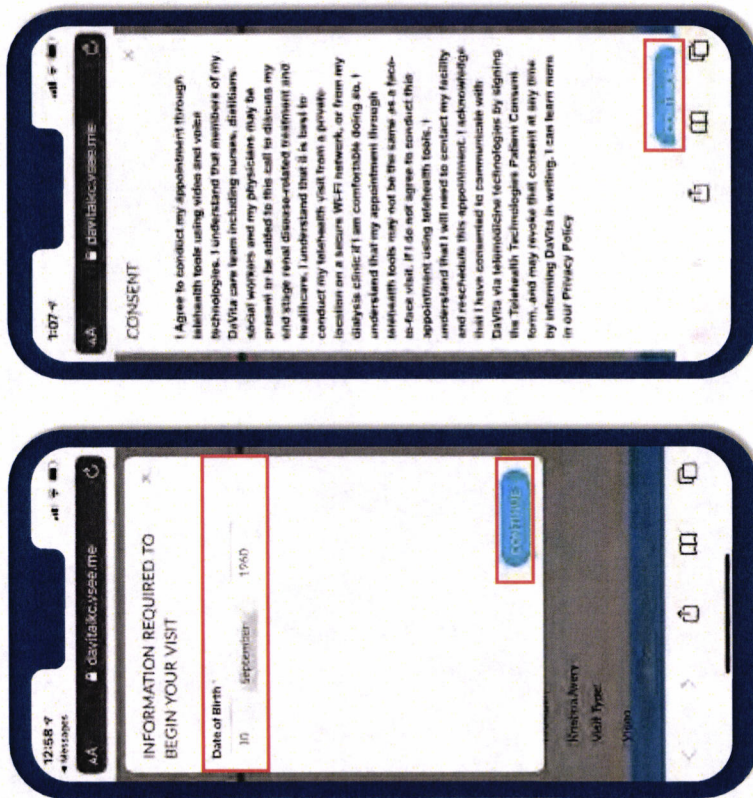 12:58
Messages
AA davitaikc.vsee.me
INFORMATION REQUIRED TO
BEGIN YOUR VISIT
Date of Birth *
10 September 1960
CONTINUE
Kristina Avery
Visit Type:
Video
1:07
AA davitaikc.vsee.me
CONSENT
I Agree to conduct my appointment through
telehealth tools using video and voice
technologies. I understand that members of my
DaVita care team including nurses, dietitians,
social workers and my physicians may be
present or be added to this call to discuss my
end stage renal disease-related treatment and
healthcare. I understand that it is best to
conduct my telehealth visit from a private
location on a secure Wi-Fi network, or from my
dialysis clinic if I am comfortable doing so. I
understand that my appointment through
telehealth tools may not be the same as a face-
to-face visit. If I do not agree to conduct this
appointment using telehealth tools, I
understand that I will need to contact my facility
and reschedule this appointment. I acknowledge
that I have consented to communicate with
DaVita via telemedicine technologies by signing
the Telehealth Technologies Patient Consent
form, and may revoke that consent at any time
by informing DaVita in writing. I can learn more
in our Privacy Policy